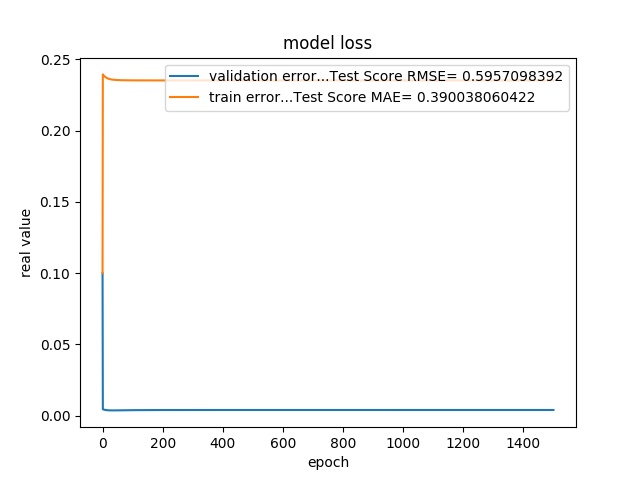 model loss
validation error...Test Score RMSE= 0.5957098392
train error...Test Score MAE= 0.390038060422
real value
0.25
0.20
0.15
0.10
0.05
0.00
0 200 400 600 800 1000 1200 1400
epoch